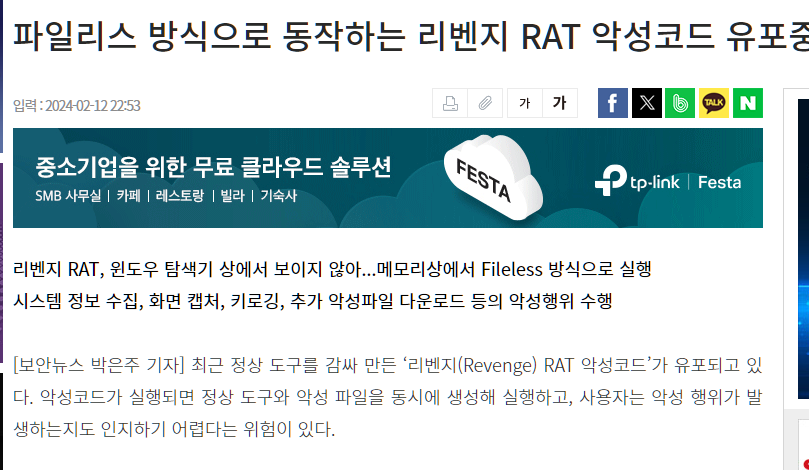 파일리스 방식으로 동작하는 리벤지 RAT 악성코드 유포중
입력 : 2024-02-12 22:53
가 가
TALK
중소기업을 위한 무료 클라우드 솔루션
SMB 사무실 | 카페 | 레스토랑 | 빌라 | 기숙사
FESTA
tp-link | Festa
리벤지 RAT, 윈도우 탐색기 상에서 보이지 않아...메모리상에서 Fileless 방식으로 실행
시스템 정보 수집, 화면 캡처, 키로깅, 추가 악성파일 다운로드 등의 악성행위 수행
[보안뉴스 박은주 기자] 최근 정상 도구를 감싸 만든 ‘리벤지(Revenge) RAT 악성코드’가 유포되고 있
다. 악성코드가 실행되면 정상 도구와 악성 파일을 동시에 생성해 실행하고, 사용자는 악성 행위가 발
생하는지도 인지하기 어렵다는 위험이 있다.